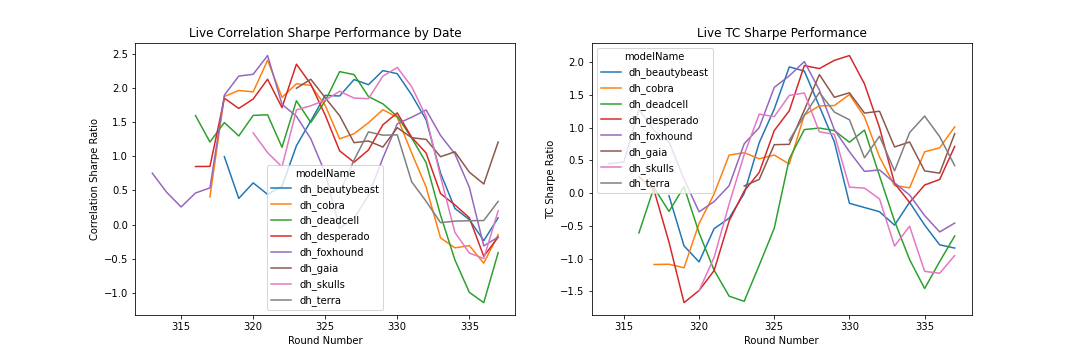 Live Correlation Sharpe Performance by Date
Correlation Sharpe Ratio
2.5
2.0
1.5
1.0
0.5
0.0
−0.5
−1.0
modelName
dh_beautybeast
dh_cobra
dh_deadcell
dh_desperado
dh_foxhound
dh_gaia
dh_skulls
dh_terra
315 320 325 330 335
Round Number
Live TC Sharpe Performance
TC Sharpe Ratio
2.0
1.5
1.0
0.5
0.0
−0.5
−1.0
−1.5
modelName
dh_beautybeast
dh_cobra
dh_deadcell
dh_desperado
dh_foxhound
dh_gaia
dh_skulls
dh_terra
315 320 325 330 335
Round Number